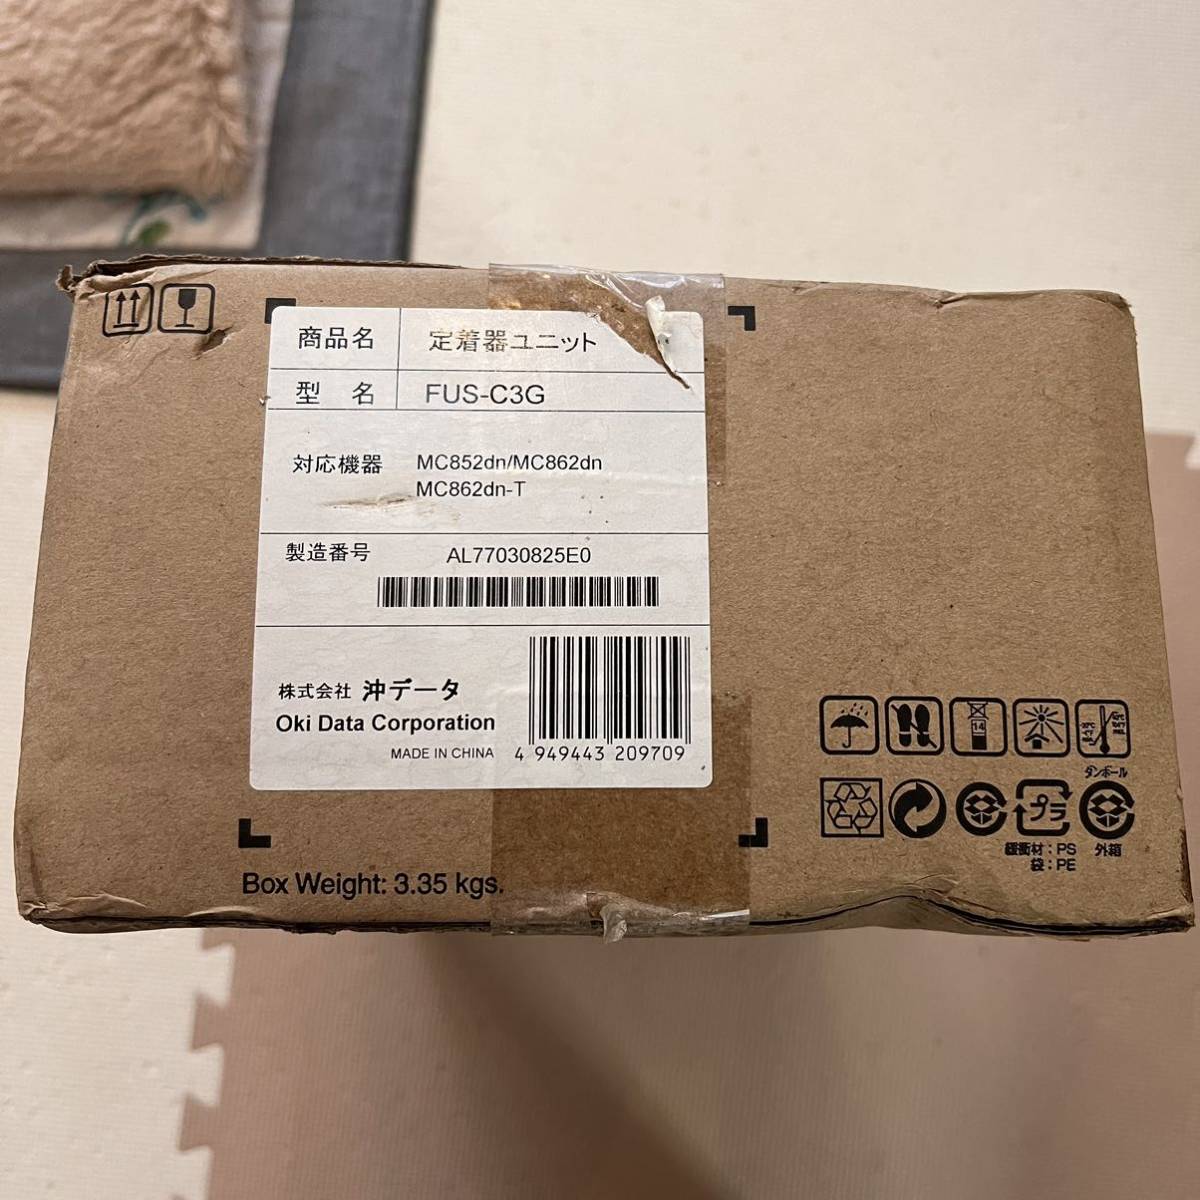 商品名 定着器ユニット
型 名 FUS-C3G
対応機器 MC852dn/MC862dn
MC862dn-T
製造番号 AL77030825E0
株式会社 沖データ
Oki Data Corporation
MADE IN CHINA
4 949443 209709
Box Weight: 3.35 kgs.
14
ダンボール
プラ
緩衝材：PS
袋：PE
外箱